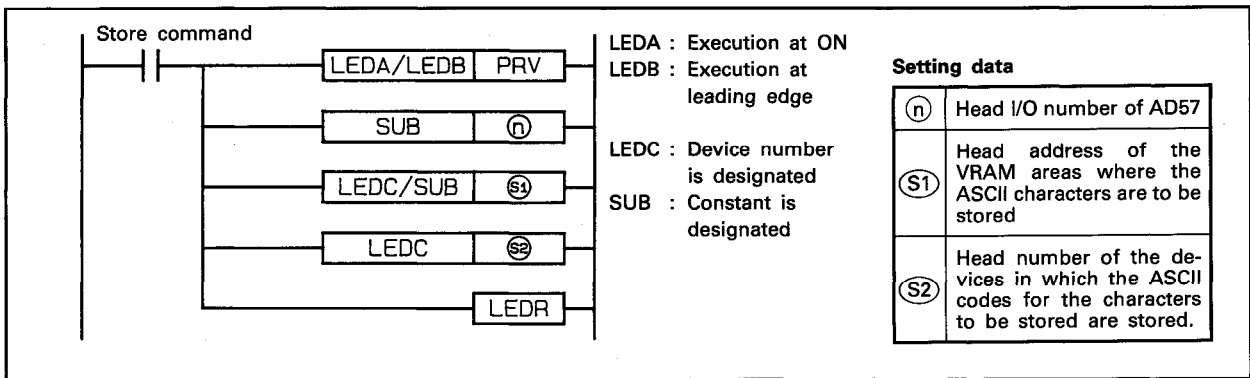 Store command
LEDA/LEDB PRV
SUB n
LEDC/SUB S1
LEDC S2
LEDR
LEDA : Execution at ON
LEDB : Execution at
leading edge
LEDC : Device number
is designated
SUB : Constant is
designated
Setting data
n Head I/O number of AD57
S1 Head address of the
VRAM areas where the
ASCII characters are to be
stored
S2 Head number of the de-
vices in which the ASCII
codes for the characters
to be stored are stored.